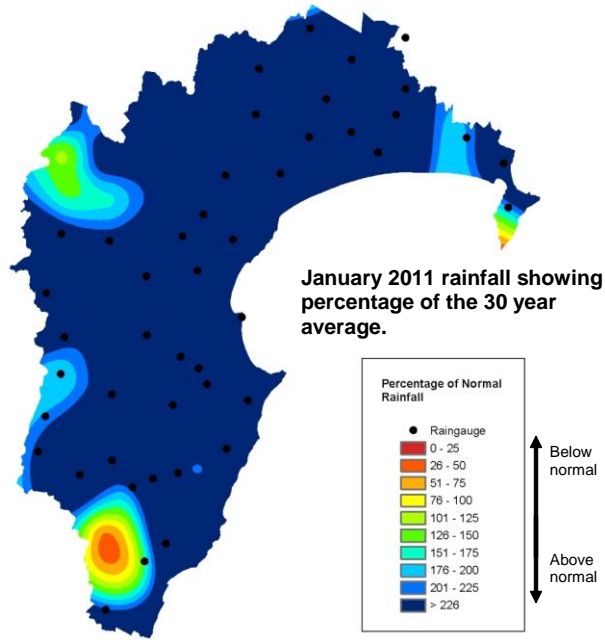 January 2011 rainfall showing
percentage of the 30 year
average.
Percentage of Normal
Rainfall
Raingauge
0 - 25
26 - 50
51 - 75
76 - 100
101 - 125
126 - 150
151 - 175
176 - 200
201 - 225
> 226
Below
normal
Above
normal